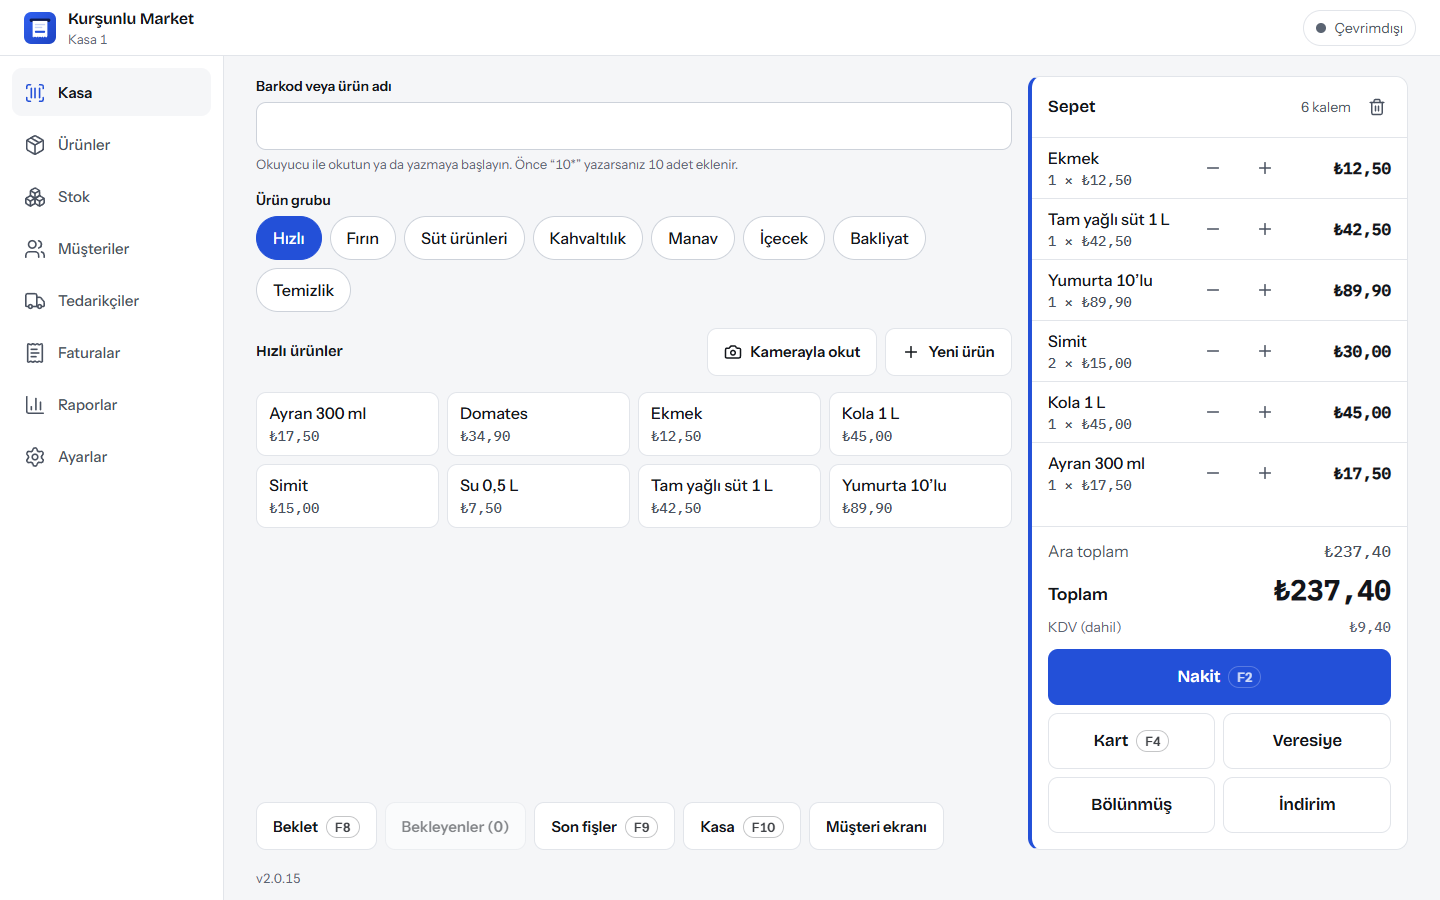 Kurşunlu Market
Kasa 1
Çevrimdışı
Kasa
Ürünler
Stok
Müşteriler
Tedarikçiler
Faturalar
Raporlar
Ayarlar
Barkod veya ürün adı
Okuyucu ile okutun ya da yazmaya başlayın. Önce “10*” yazarsanız 10 adet eklenir.
Ürün grubu
Hızlı Fırın Süt ürünleri Kahvaltılık Manav İçecek Bakliyat
Temizlik
Hızlı ürünler Kamerayla okut Yeni ürün
Ayran 300 ml Domates Ekmek Kola 1 L
₺17,50 ₺34,90 ₺12,50 ₺45,00
Simit Su 0,5 L Tam yağlı süt 1 L Yumurta 10’lu
₺15,00 ₺7,50 ₺42,50 ₺89,90
Beklet F8 Bekleyenler (0) Son fişler F9 Kasa F10 Müşteri ekranı
v2.0.15
Sepet 6 kalem
Ekmek
1 × ₺12,50 − + ₺12,50
Tam yağlı süt 1 L
1 × ₺42,50 − + ₺42,50
Yumurta 10’lu
1 × ₺89,90 − + ₺89,90
Simit
2 × ₺15,00 − + ₺30,00
Kola 1 L
1 × ₺45,00 − + ₺45,00
Ayran 300 ml
1 × ₺17,50 − + ₺17,50
Ara toplam ₺237,40
Toplam ₺237,40
KDV (dahil) ₺9,40
Nakit F2
Kart F4 Veresiye
Bölünmüş İndirim